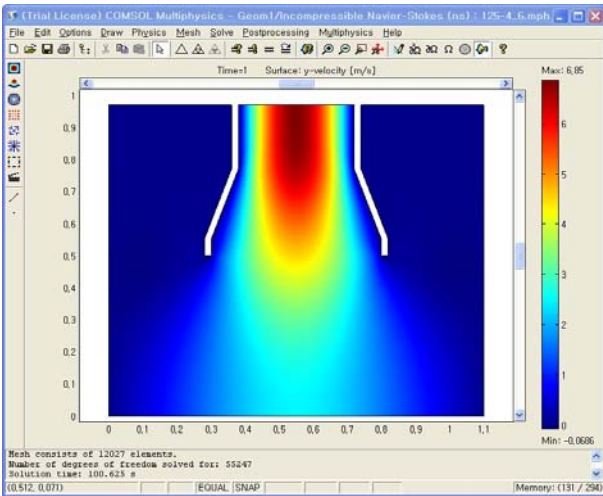 (Trial License) COMSOL Multiphysics - Geom1/Incompressible Navier-Stokes (ns) : 125-4_6.mph
File Edit Options Draw Physics Mesh Solve Postprocessing Multiphysics Help
Time=1 Surface: y-velocity [m/s]
Max: 6,85
1
0,9
0,8
0,7
0,6
0,5
0,4
0,3
0,2
0,1
0
0 0,1 0,2 0,3 0,4 0,5 0,6 0,7 0,8 0,9 1 1,1
6
5
4
3
2
1
0
Min: -0,0686
Mesh consists of 12027 elements.
Number of degrees of freedom solved for: 55247
Solution time: 100.625 s
(0,512, 0,071) EQUAL SNAP Memory: (131 / 294)